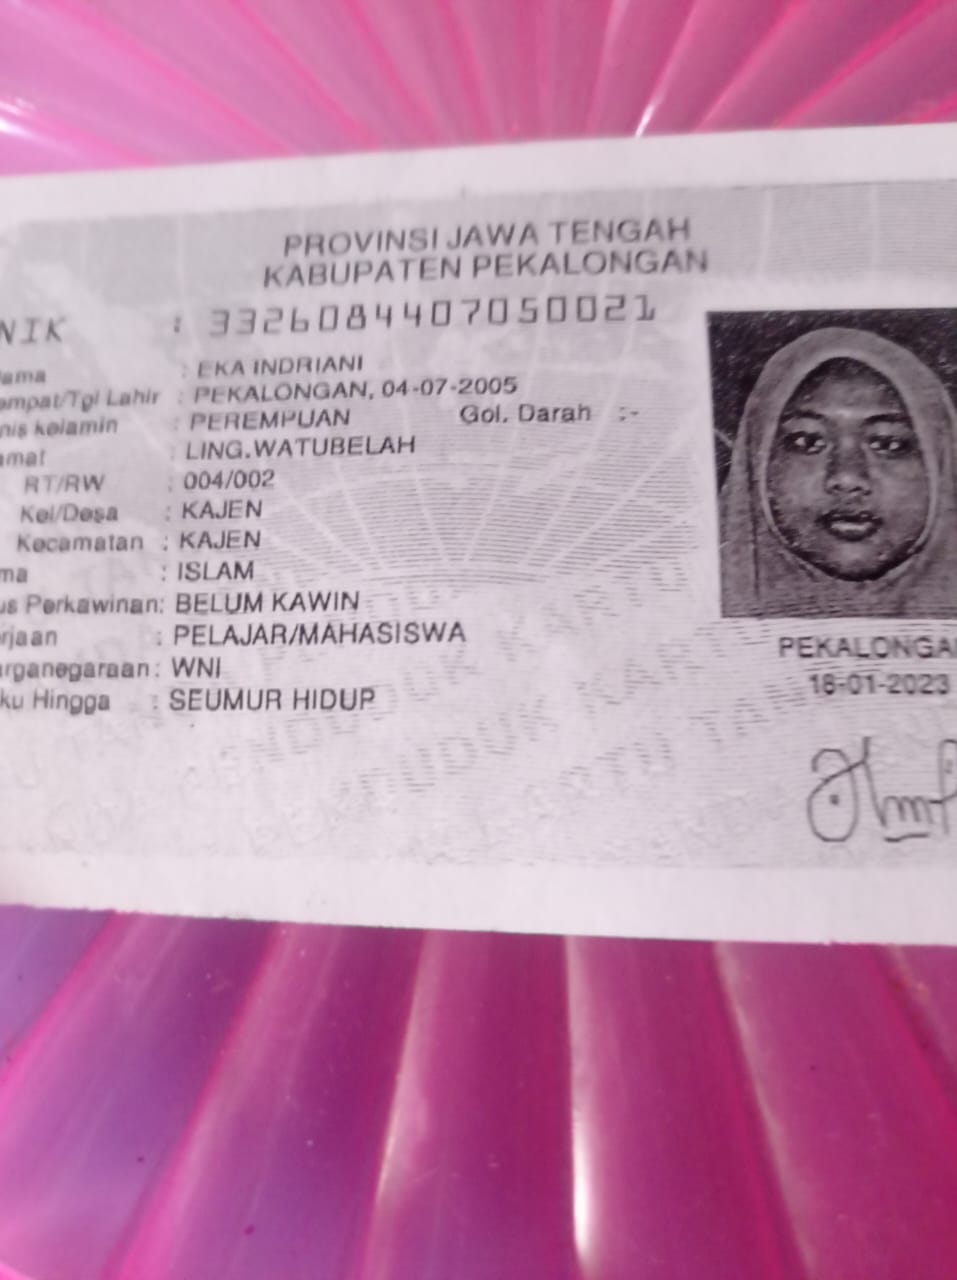 PROVINSI JAWA TENGAH
KABUPATEN PEKALONGAN
NIK : 3326084407050021
ama : EKA INDRIANI
empat/Tgl Lahir : PEKALONGAN, 04-07-2005
nis kelamin : PEREMPUAN Gol. Darah :-
amat : LING.WATUBELAH
RT/RW : 004/002
Kel/Desa : KAJEN
Kecamatan : KAJEN
ma : ISLAM
us Perkawinan: BELUM KAWIN
rjaan : PELAJAR/MAHASISWA
arganegaraan: WNI
ku Hingga : SEUMUR HIDUP
PEKALONGA
18-01-2023